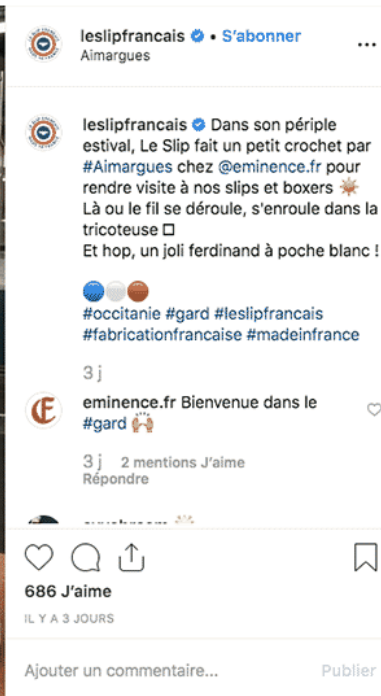 leslipfrancais • S'abonner
Aimargues
leslipfrancais Dans son périple
estival, Le Slip fait un petit crochet par
#Aimargues chez @eminence.fr pour
rendre visite à nos slips et boxers
Là ou le fil se déroule, s'enroule dans la
tricoteuse
Et hop, un joli ferdinand à poche blanc !
#occitanie #gard #leslipfrancais
#fabricationfrancaise #madeinfrance
3 j
eminence.fr Bienvenue dans le
#gard
3 j 2 mentions J'aime
Répondre
686 J'aime
IL Y A 3 JOURS
Ajouter un commentaire... Publier